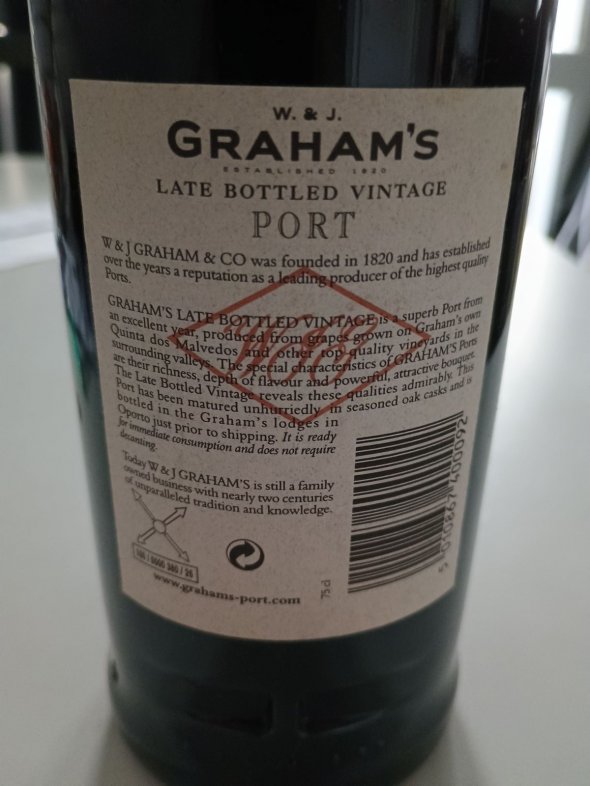 W. & J.
GRAHAM'S
ESTABLISHED 1820
LATE BOTTLED VINTAGE
PORT
W & J GRAHAM & CO was founded in 1820 and has established
over the years a reputation as a leading producer of the highest quality
Ports.
GRAHAM'S LATE BOTTLED VINTAGE is a superb Port from
an excellent year, produced from grapes grown on Graham's own
Quinta dos Malvedos and other top quality vineyards in the
surrounding valleys. The special characteristics of GRAHAM'S Ports
are their richness, depth of flavour and powerful, attractive bouquet.
The Late Bottled Vintage reveals these qualities admirably. This
Port has been matured unhurriedly in seasoned oak casks and is
bottled in the Graham's lodges in
Oporto just prior to shipping. It is ready
for immediate consumption and does not require
decanting.
Today W & J GRAHAM'S is still a family
owned business with nearly two centuries
of unparalleled tradition and knowledge.
www.grahams-port.com
75 cl
5 010867 400092